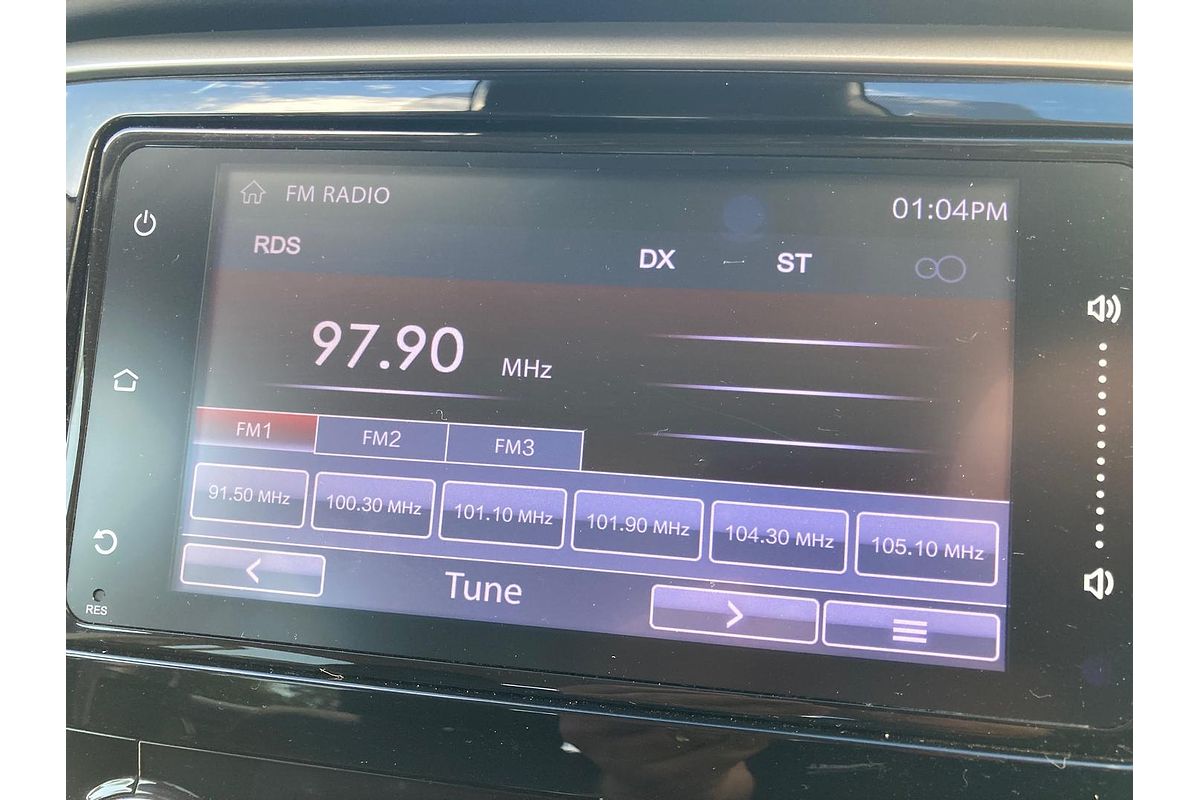 FM RADIO
01:04PM
RDS
DX
ST
97.90 MHz
FM1 FM2 FM3
91.50 MHz 100.30 MHz 101.10 MHz 101.90 MHz 104.30 MHz 105.10 MHz
< Tune >
RES